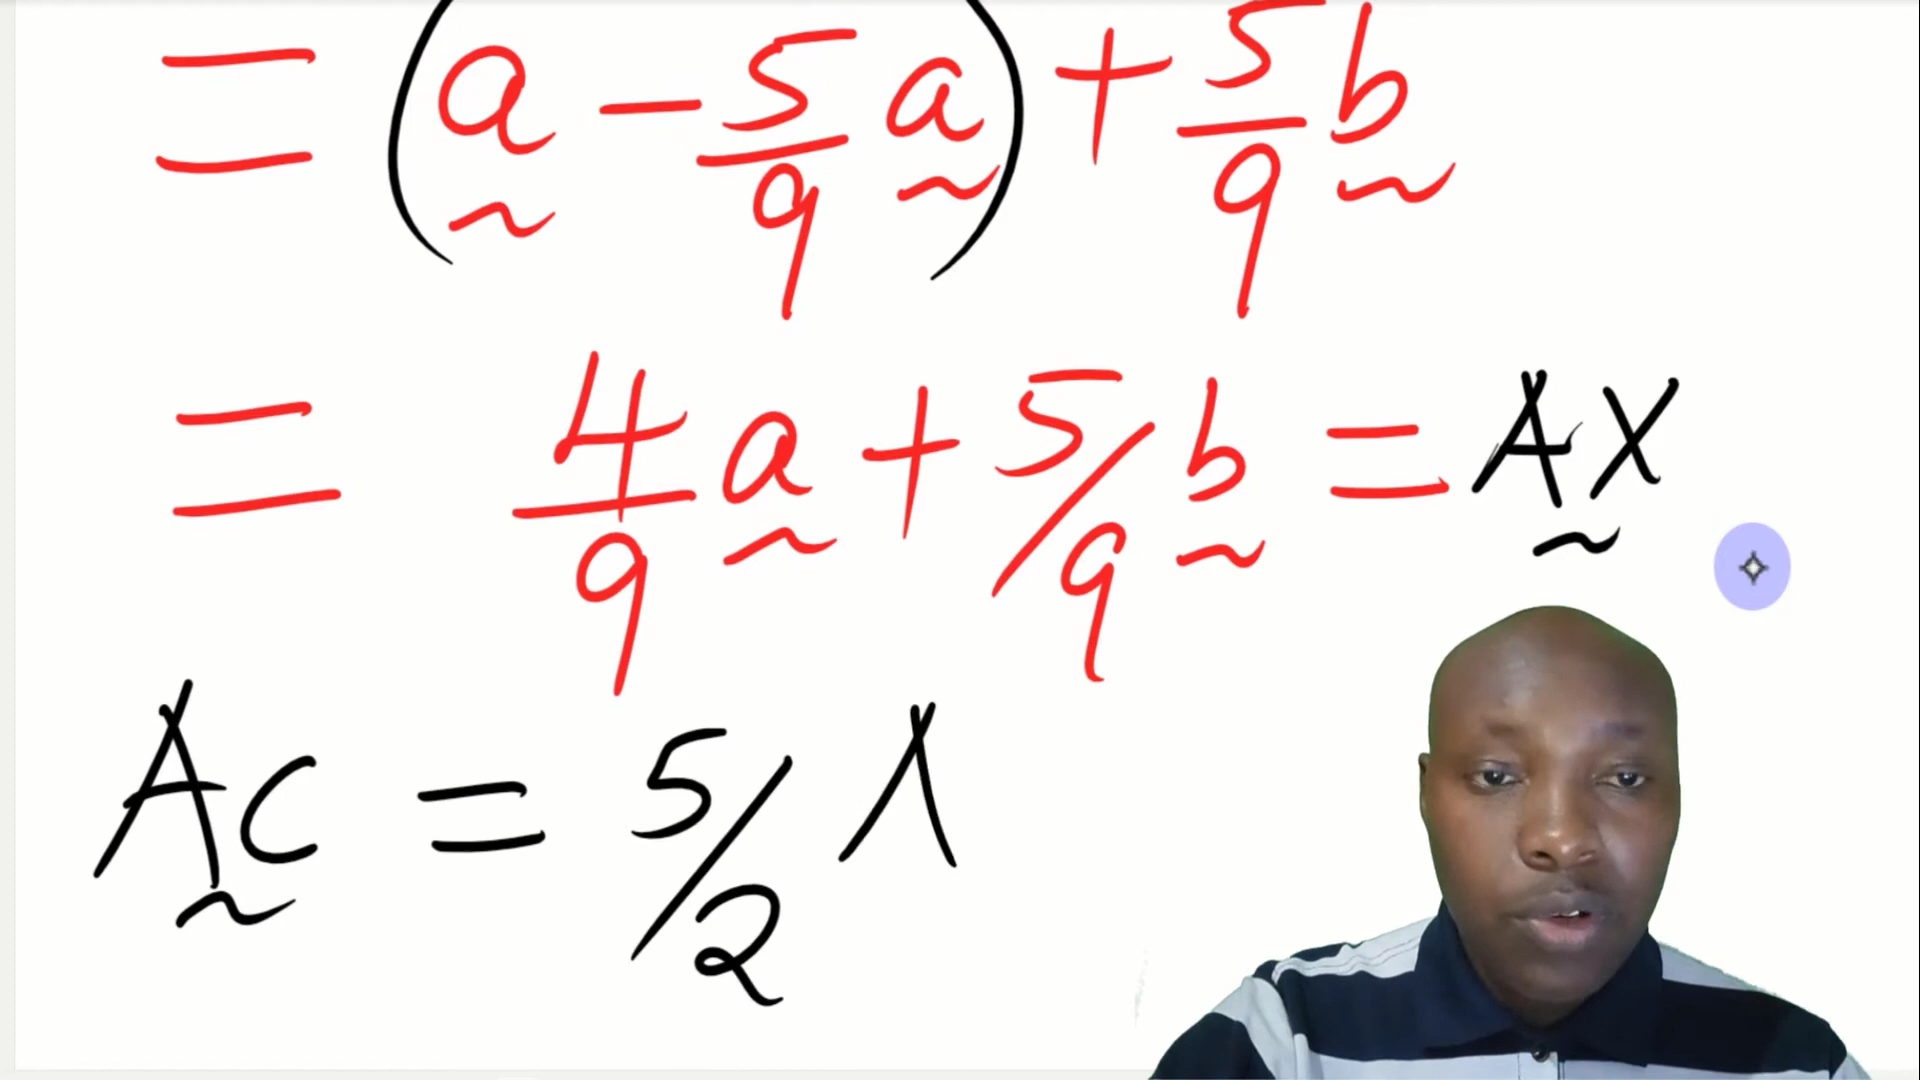 = (a - 5/9 a) + 5/9 b
= 4/9 a + 5/9 b = AX
AC = 5/2 λ